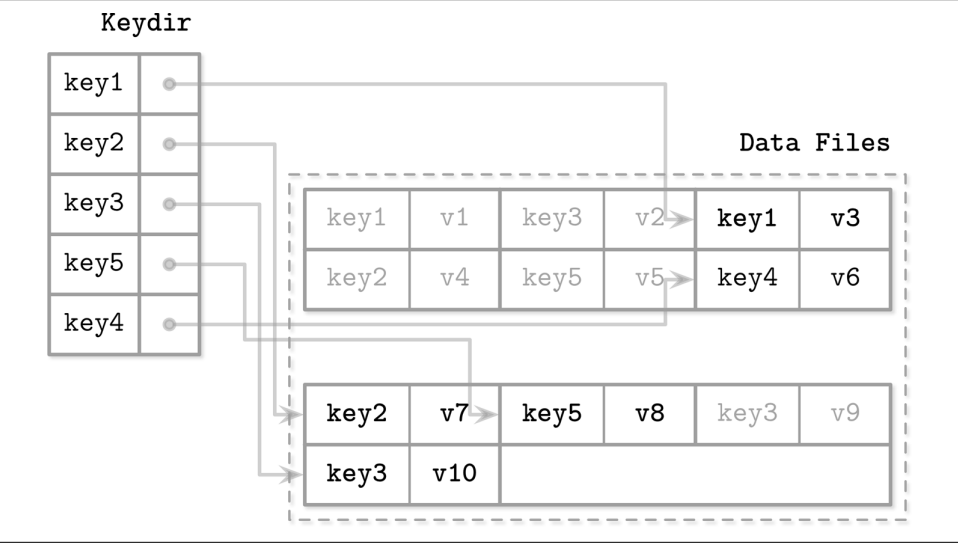 Keydir
key1
key2
key3
key5
key4
Data Files
key1 v1 key3 v2 key1 v3
key2 v4 key5 v5 key4 v6
key2 v7 key5 v8 key3 v9
key3 v10